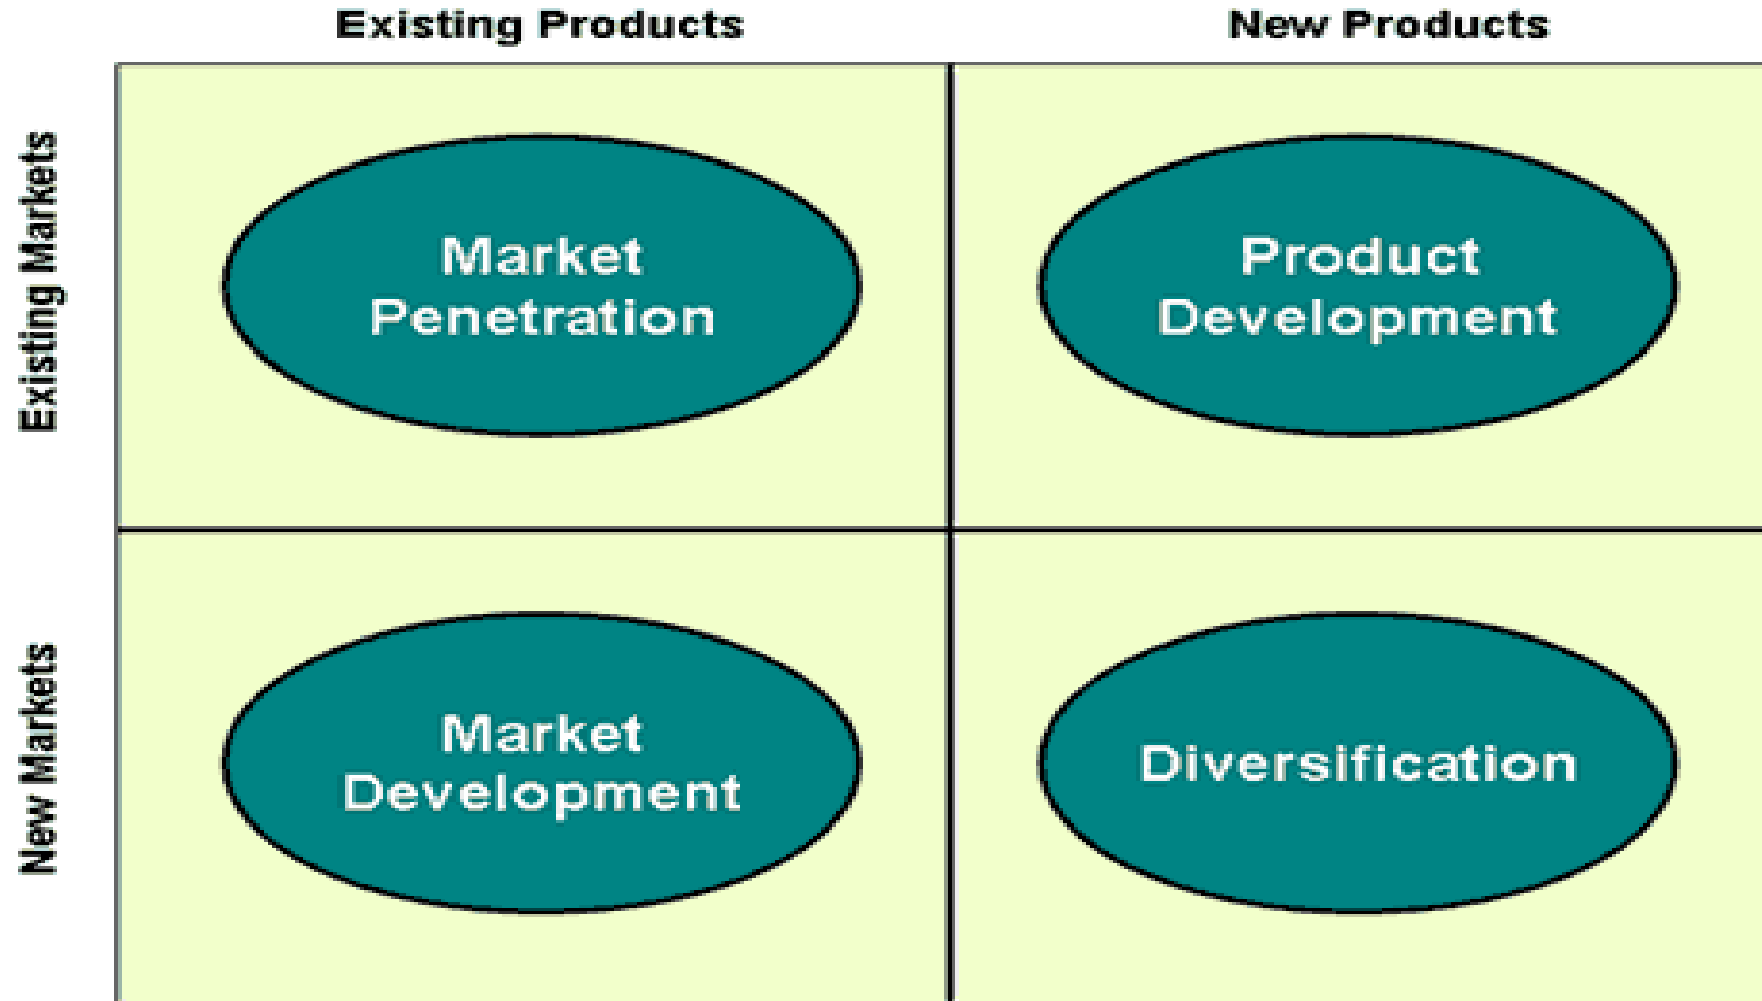 Existing Products
New Products
Existing Markets
Market
Penetration
Product
Development
New Markets
Market
Development
Diversification